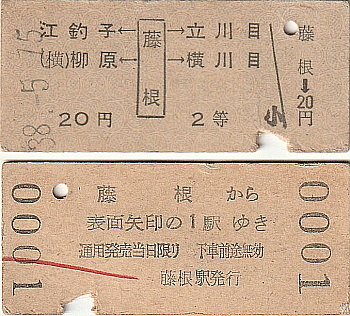 江釣子←藤根→立川目
(横)柳原←藤根→横川目
20円 2等
38.-5.15
藤根→20円
小
0001
藤根から
表面矢印の1駅ゆき
通用発売当日限り 下車前途無効
藤根駅発行
0001